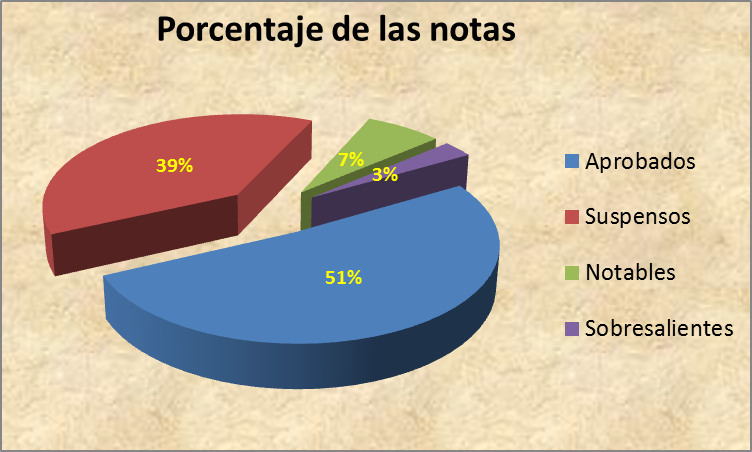 Porcentaje de las notas
39%
7%
3%
51%
Aprobados
Suspensos
Notables
Sobresalientes